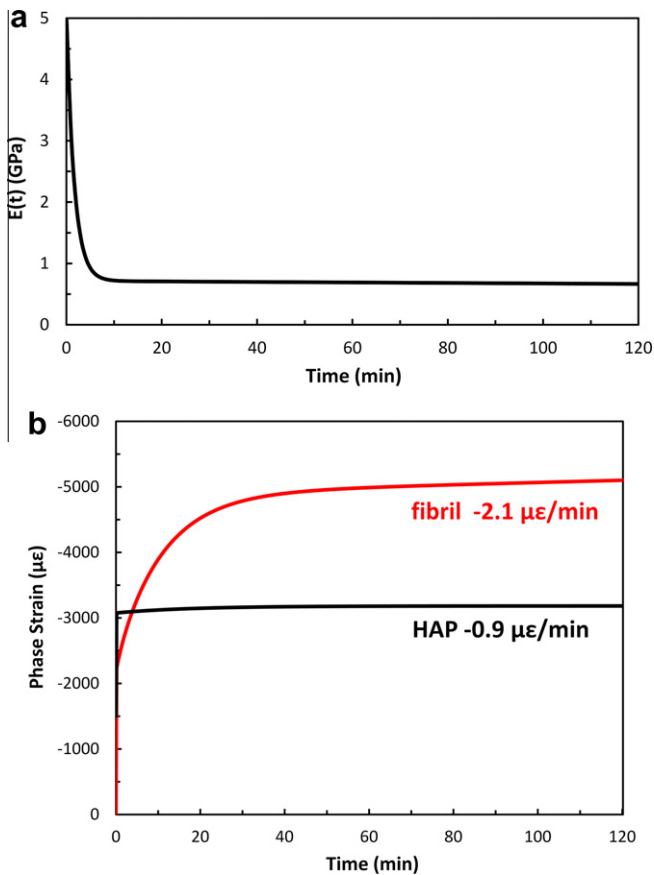 a
E(t) (GPa)
5
4
3
2
1
0
0 20 40 60 80 100 120
Time (min)
b
Phase Strain (με)
-6000
-5000
-4000
-3000
-2000
-1000
0
fibril -2.1 με/min
HAP -0.9 με/min
0 20 40 60 80 100 120
Time (min)